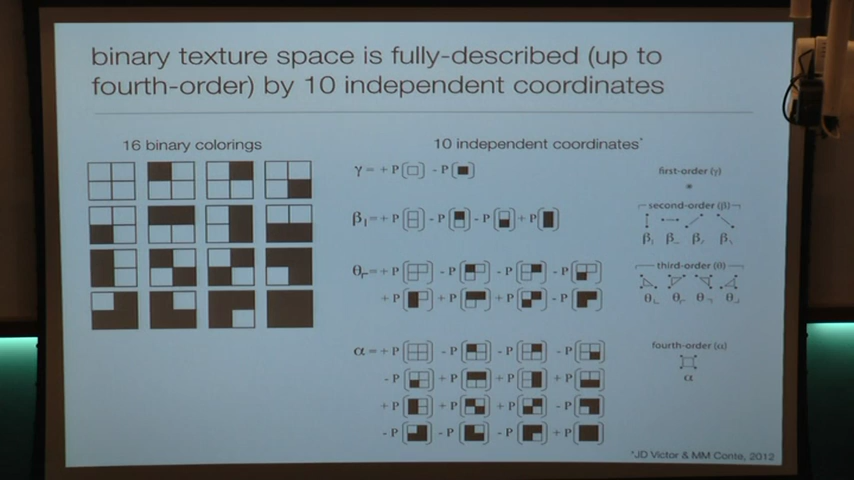 binary texture space is fully-described (up to
fourth-order) by 10 independent coordinates
16 binary colorings
10 independent coordinates*
γ = + P - P
β| = + P - P - P + P
θ = + P - P - P - P
+ P + P + P - P
α = + P - P - P - P
- P + P + P + P
+ P + P + P - P
- P - P - P + P
first-order (γ)
second-order (β)
β| β_ β/ β\
third-order (θ)
θ θ θ θ
fourth-order (α)
α
*JD Victor & MM Conte, 2012